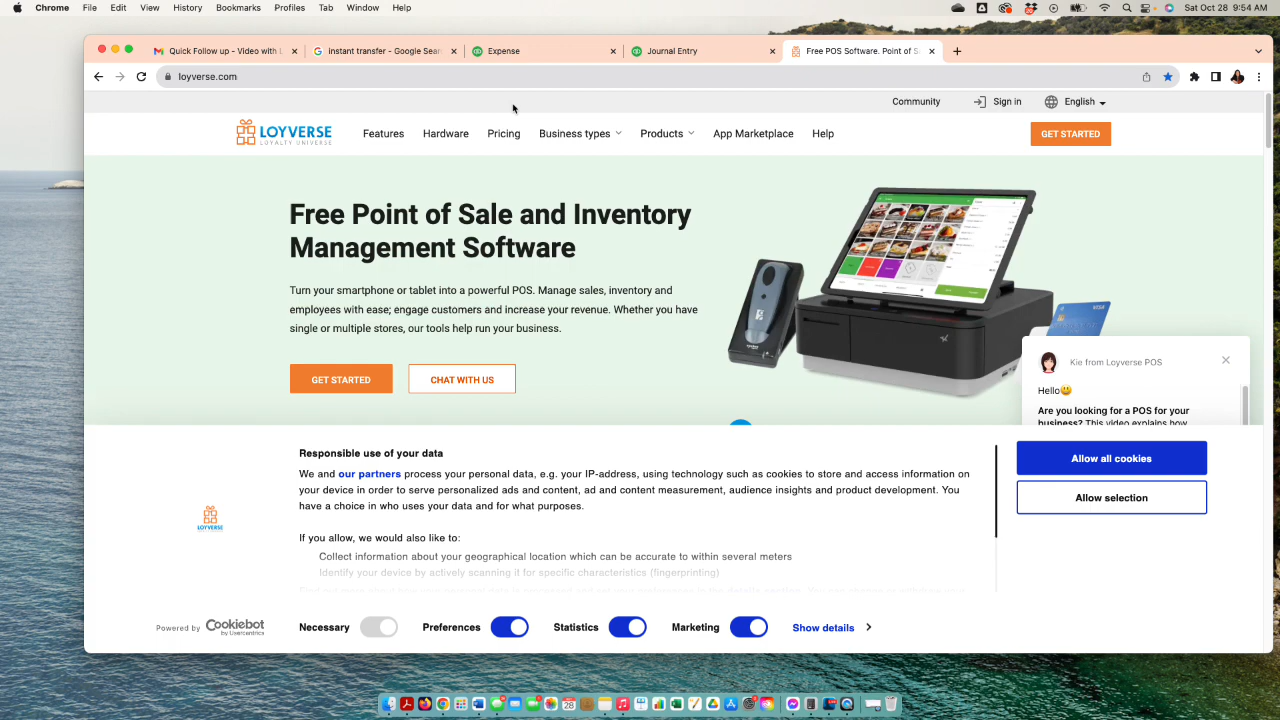 Chrome File Edit View History Bookmarks Profiles Tab Window Help
Sat Oct 28 9:54 AM
Quick Follow up - Video with
instant transfer - Google Sear
Expense
Journal Entry
Free POS Software. Point of S
loyverse.com
Community
Sign in
English
LOYVERSE
LOYALTY UNIVERSE
Features Hardware Pricing Business types Products App Marketplace Help
GET STARTED
Free Point of Sale and Inventory
Management Software
Turn your smartphone or tablet into a powerful POS. Manage sales, inventory and
employees with ease; engage customers and increase your revenue. Whether you have
single or multiple stores, our tools help run your business.
GET STARTED
CHAT WITH US
VISA
Kie from Loyverse POS
Hello
Are you looking for a POS for your
business? This video explains how
Responsible use of your data
We and our partners process your personal data, e.g. your IP-address, using technology such as cookies to store and access information on
your device in order to serve personalized ads and content, ad and content measurement, audience insights and product development. You
have a choice in who uses your data and for what purposes.
If you allow, we would also like to:
Collect information about your geographical location which can be accurate to within several meters
Identify your device by actively scanning it for specific characteristics (fingerprinting)
LOYVERSE
Allow all cookies
Allow selection
Powered by Cookiebot
by Usercentrics
Necessary
Preferences
Statistics
Marketing
Show details